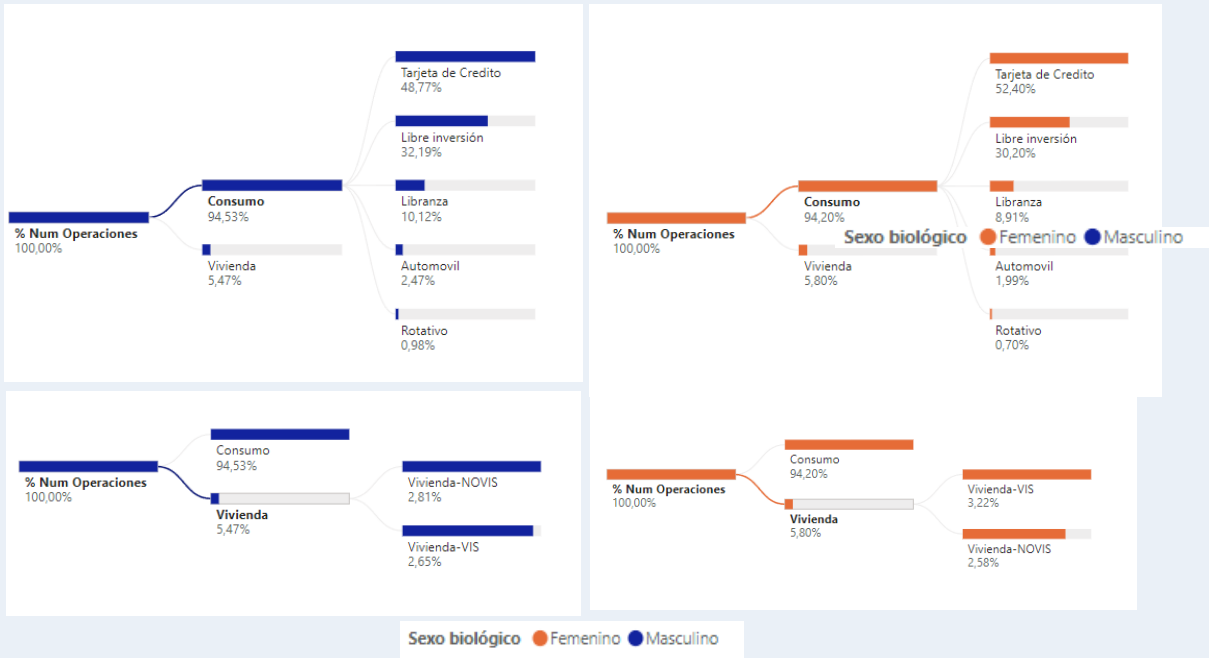 Tarjeta de Credito
48,77%
Libre inversión
32,19%
Consumo
94,53%
Libranza
10,12%
% Num Operaciones
100,00%
Vivienda
5,47%
Automovil
2,47%
Rotativo
0,98%
Tarjeta de Credito
52,40%
Libre inversión
30,20%
Consumo
94,20%
Libranza
8,91%
% Num Operaciones
100,00%
Sexo biológico Femenino Masculino
Vivienda
5,80%
Automovil
1,99%
Rotativo
0,70%
Consumo
94,53%
% Num Operaciones
100,00%
Vivienda
5,47%
Vivienda-NOVIS
2,81%
Vivienda-VIS
2,65%
Consumo
94,20%
% Num Operaciones
100,00%
Vivienda
5,80%
Vivienda-VIS
3,22%
Vivienda-NOVIS
2,58%
Sexo biológico Femenino Masculino